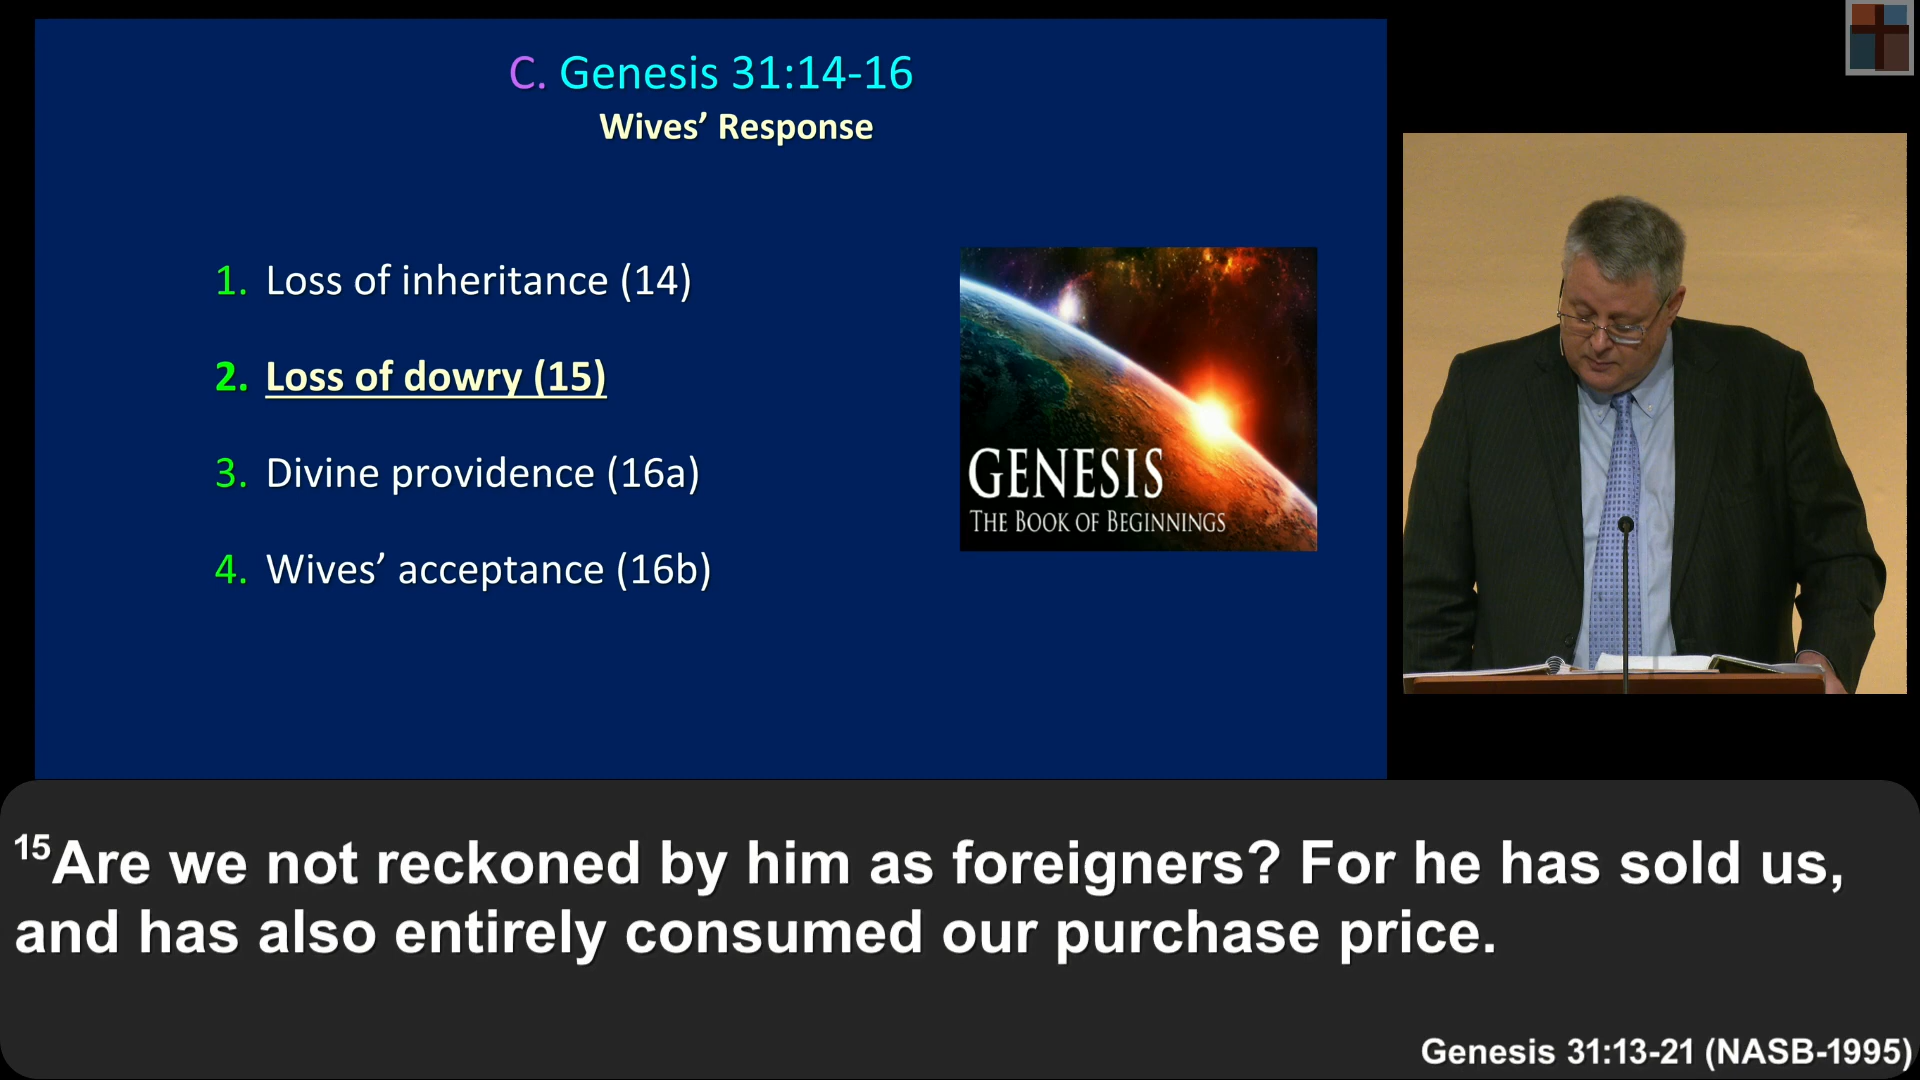 C. Genesis 31:14-16
Wives’ Response
1. Loss of inheritance (14)
2. Loss of dowry (15)
3. Divine providence (16a)
4. Wives’ acceptance (16b)
GENESIS
THE BOOK OF BEGINNINGS
15Are we not reckoned by him as foreigners? For he has sold us,
and has also entirely consumed our purchase price.
Genesis 31:13-21 (NASB-1995)